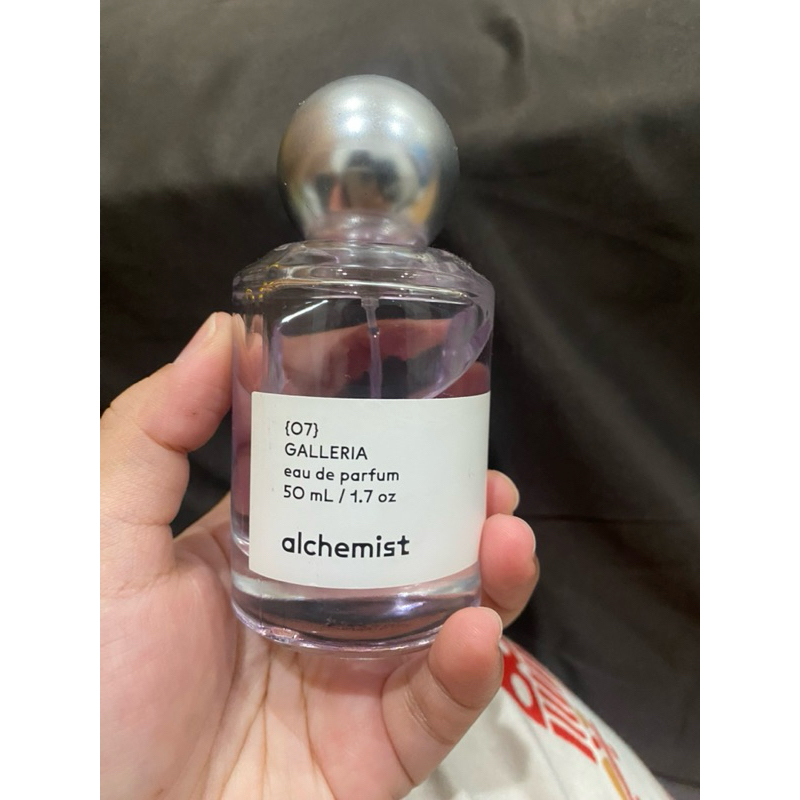 {07}
GALLERIA
eau de parfum
50 mL / 1.7 oz
alchemist